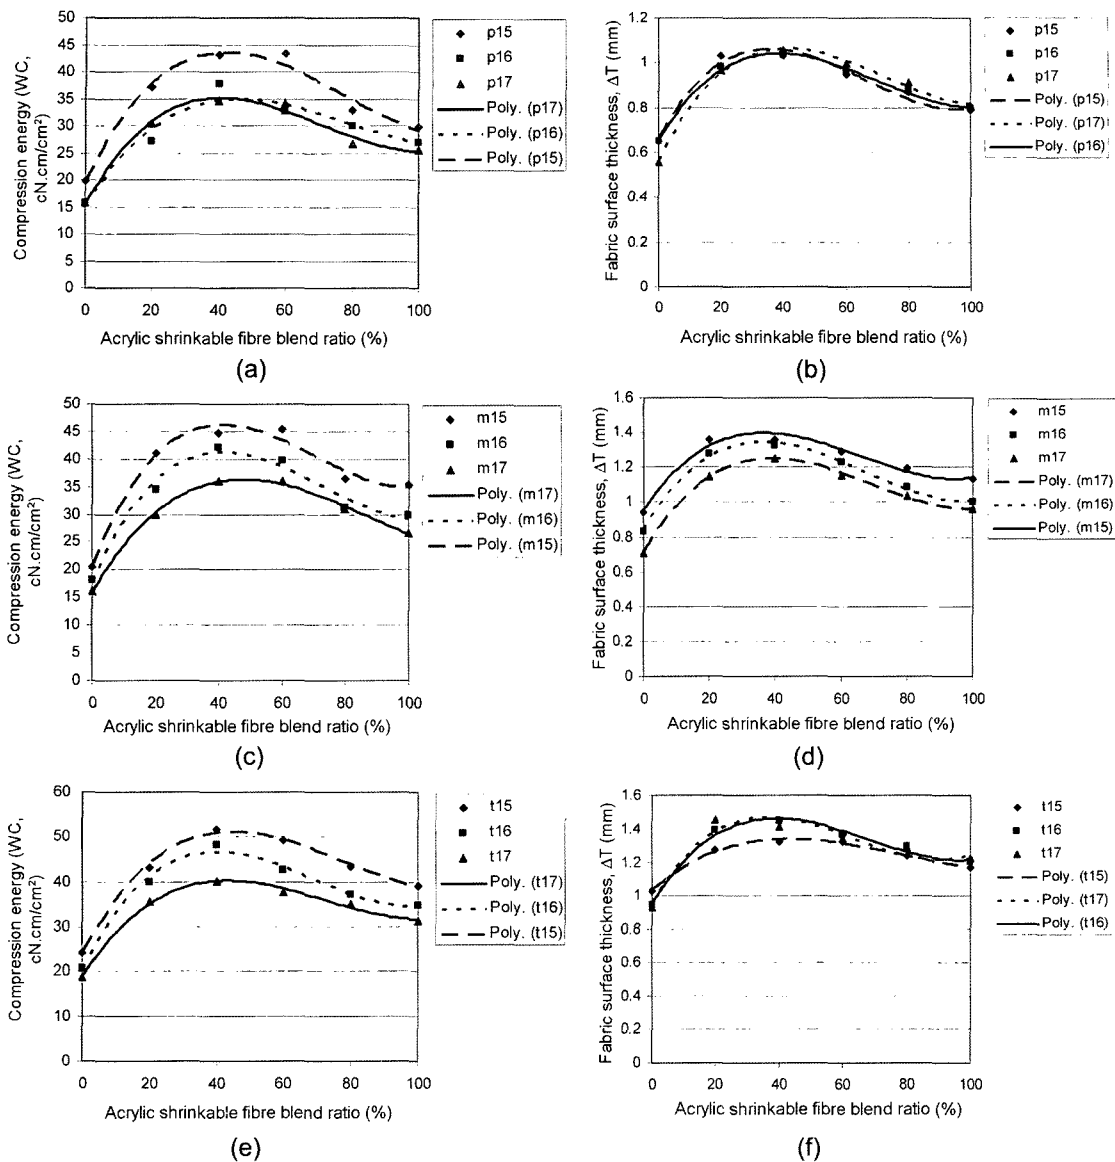 Compression energy (WC,
cN.cm/cm²)
50
45
40
35
30
25
20
15
10
5
0
0 20 40 60 80 100
Acrylic shrinkable fibre blend ratio (%)
p15
p16
p17
Poly. (p17)
Poly. (p16)
Poly. (p15)
(a)
Fabric surface thickness, ΔT (mm)
1.2
1
0.8
0.6
0.4
0.2
0
0 20 40 60 80 100
Acrylic shrinkable fibre blend ratio (%)
p15
p16
p17
Poly. (p15)
Poly. (p17)
Poly. (p16)
(b)
Compression energy (WC,
cN.cm/cm²)
50
45
40
35
30
25
20
15
10
5
0
0 20 40 60 80 100
Acrylic shrinkable fibre blend ratio (%)
m15
m16
m17
Poly. (m17)
Poly. (m16)
Poly. (m15)
(c)
Fabric surface thickness, ΔT (mm)
1.6
1.4
1.2
1
0.8
0.6
0.4
0.2
0
0 20 40 60 80 100
Acrylic shrinkable fibre blend ratio (%)
m15
m16
m17
Poly. (m17)
Poly. (m16)
Poly. (m15)
(d)
Compression energy (WC,
cN.cm/cm²)
60
50
40
30
20
10
0
0 20 40 60 80 100
Acrylic shrinkable fibre blend ratio (%)
t15
t16
t17
Poly. (t17)
Poly. (t16)
Poly. (t15)
(e)
Fabric surface thickness, ΔT (mm)
1.6
1.4
1.2
1
0.8
0.6
0.4
0.2
0
0 20 40 60 80 100
Acrylic shrinkable fibre blend ratio (%)
t15
t16
t17
Poly. (t15)
Poly. (t17)
Poly. (t16)
(f)